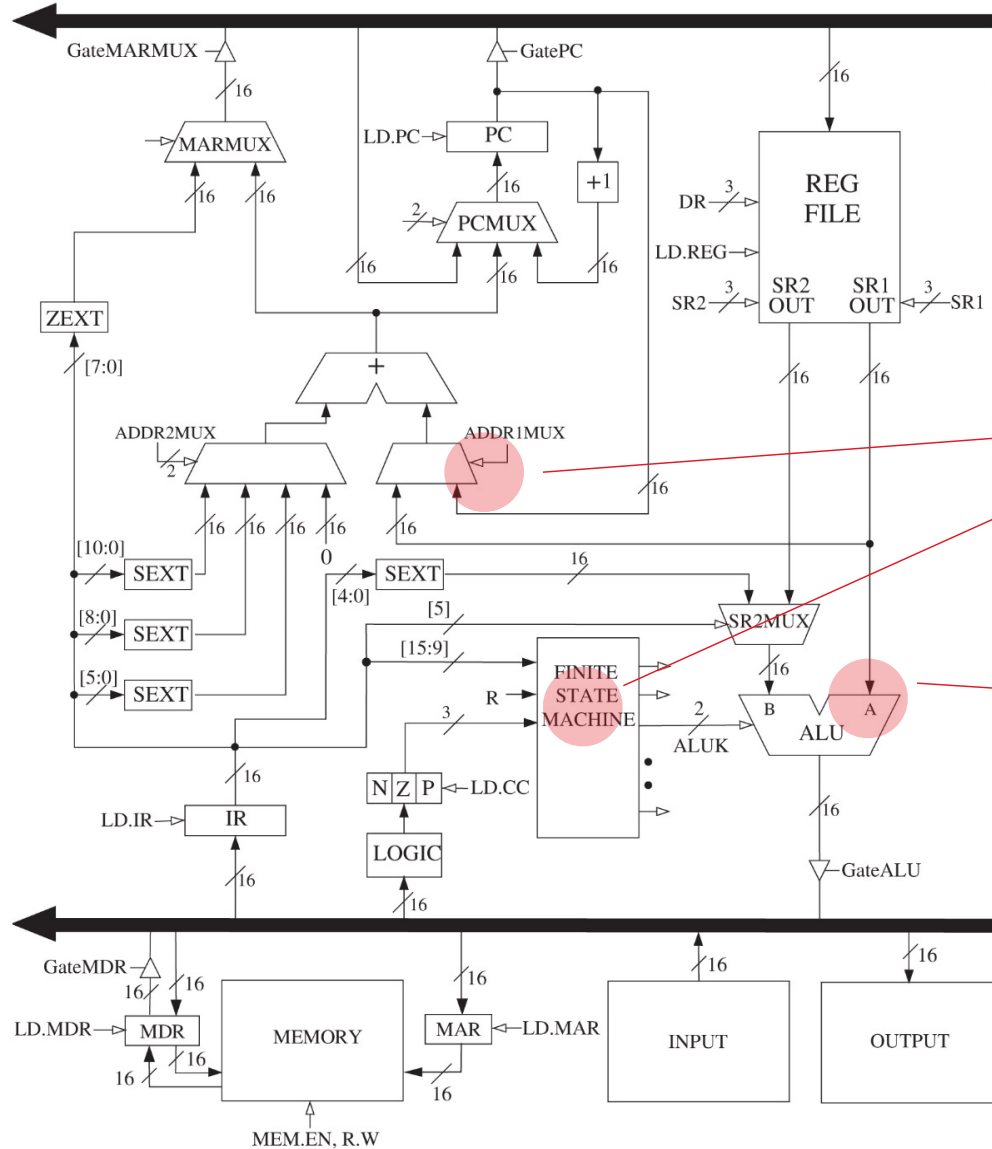 GateMARMUX
GatePC
16
16
MARMUX
LD.PC
PC
+1
REG
FILE
16
16
16
2
PCMUX
DR
3
LD.REG
16
16
16
ZEXT
SR2
3
SR2
OUT
SR1
OUT
3
SR1
[7:0]
+
16
16
ADDR2MUX
2
ADDR1MUX
16
16
16
16
16
16
0
[10:0]
SEXT
[4:0]
SEXT
16
[8:0]
SEXT
[5]
SR2MUX
[15:9]
16
[5:0]
SEXT
R
FINITE
STATE
MACHINE
3
2
ALUK
B
A
ALU
16
N Z P
LD.CC
LD.IR
IR
16
LOGIC
GateALU
16
16
GateMDR
16
16
16
16
16
LD.MDR
MDR
MEMORY
MAR
LD.MAR
INPUT
OUTPUT
16
16
16
MEM.EN, R.W